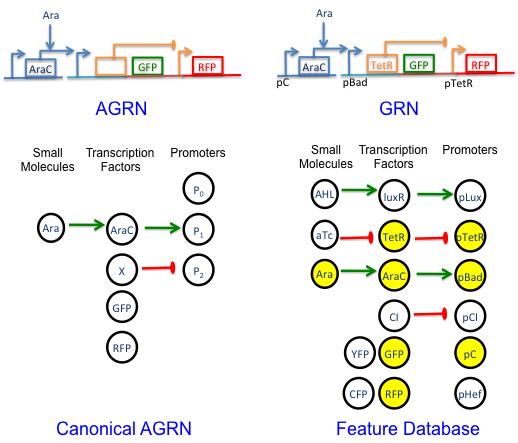 Ara
AraC
GFP
RFP
AGRN
Ara
AraC
TetR
GFP
RFP
pC
pBad
pTetR
GRN
Small
Molecules
Transcription
Factors
Promoters
P0
Ara
AraC
P1
X
P2
GFP
RFP
Canonical AGRN
Small
Molecules
Transcription
Factors
Promoters
AHL
luxR
pLux
aTc
TetR
pTetR
Ara
AraC
pBad
CI
pCI
YFP
GFP
pC
CFP
RFP
pHef
Feature Database